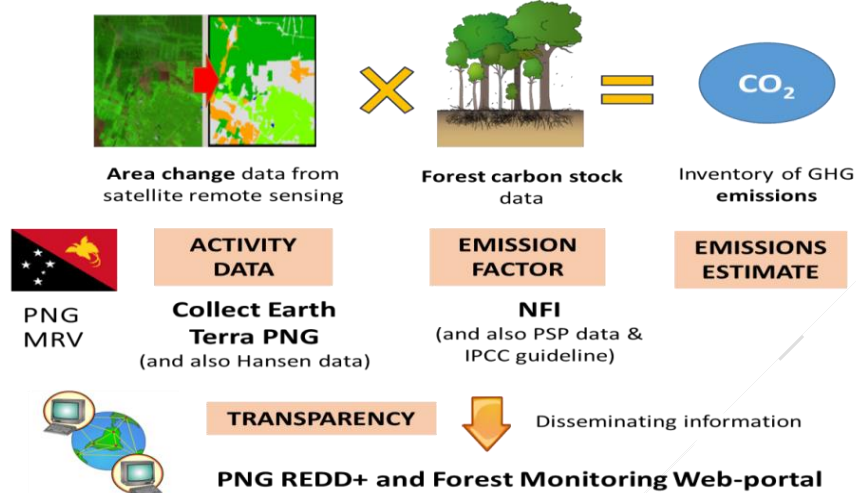 CO₂
Area change data from
satellite remote sensing
Forest carbon stock
data
Inventory of GHG
emissions
ACTIVITY
DATA
EMISSION
FACTOR
EMISSIONS
ESTIMATE
PNG
MRV
Collect Earth
Terra PNG
(and also Hansen data)
NFI
(and also PSP data &
IPCC guideline)
TRANSPARENCY
Disseminating information
PNG REDD+ and Forest Monitoring Web-portal